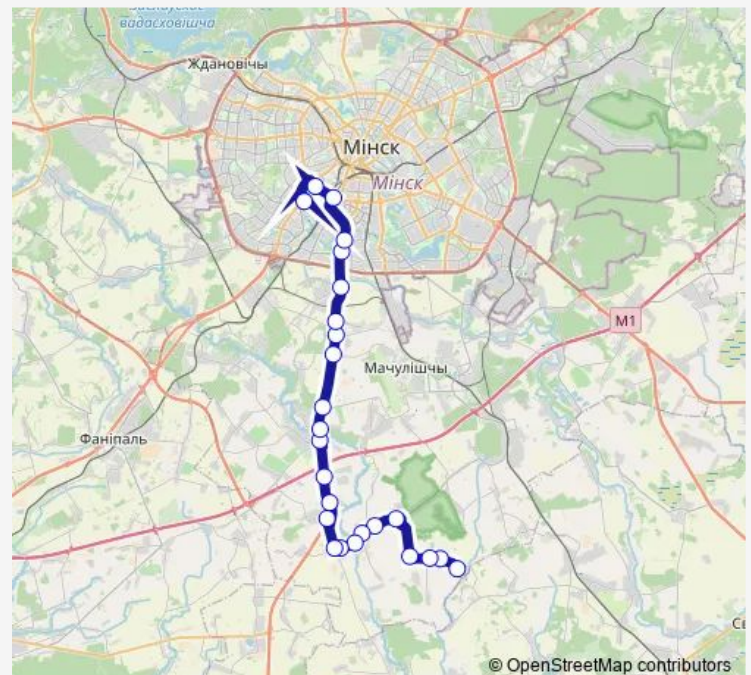 вадасховішча
Ждановічы
Мінск
Мінск
M1
Мачулішчы
Фаніпаль
© OpenStreetMap contributors